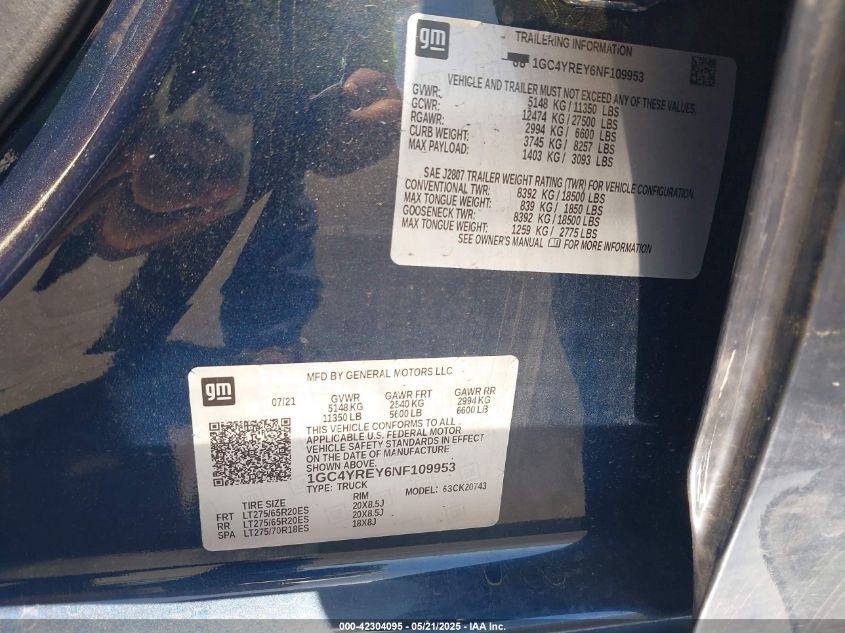 gm
TRAILERING INFORMATION
1GC4YREY6NF109953
VEHICLE AND TRAILER MUST NOT EXCEED ANY OF THESE VALUES.
GVWR: 5148 KG / 11350 LBS
GCWR: 12474 KG / 27500 LBS
RGAWR: 2994 KG / 6600 LBS
CURB WEIGHT: 3745 KG / 8257 LBS
MAX PAYLOAD: 1403 KG / 3093 LBS
SAE J2807 TRAILER WEIGHT RATING (TWR) FOR VEHICLE CONFIGURATION.
CONVENTIONAL TWR: 8392 KG / 18500 LBS
MAX TONGUE WEIGHT: 839 KG / 1850 LBS
GOOSENECK TWR: 8392 KG / 18500 LBS
MAX TONGUE WEIGHT: 1259 KG / 2775 LBS
SEE OWNER'S MANUAL FOR MORE INFORMATION
gm
MFD BY GENERAL MOTORS LLC
07/21 GVWR GAWR FRT GAWR RR
5148 KG 2540 KG 2994 KG
11350 LB 5600 LB 6600 LB
THIS VEHICLE CONFORMS TO ALL
APPLICABLE U.S. FEDERAL MOTOR
VEHICLE SAFETY STANDARDS IN EFFECT
ON THE DATE OF MANUFACTURE
SHOWN ABOVE.
1GC4YREY6NF109953
TYPE: TRUCK MODEL: 63CK20743
TIRE SIZE RIM
FRT LT275/65R20ES 20X8.5J
RR LT275/65R20ES 20X8.5J
SPA LT275/70R18ES 18X8J
000-42304095 - 05/21/2025 - IAA Inc.